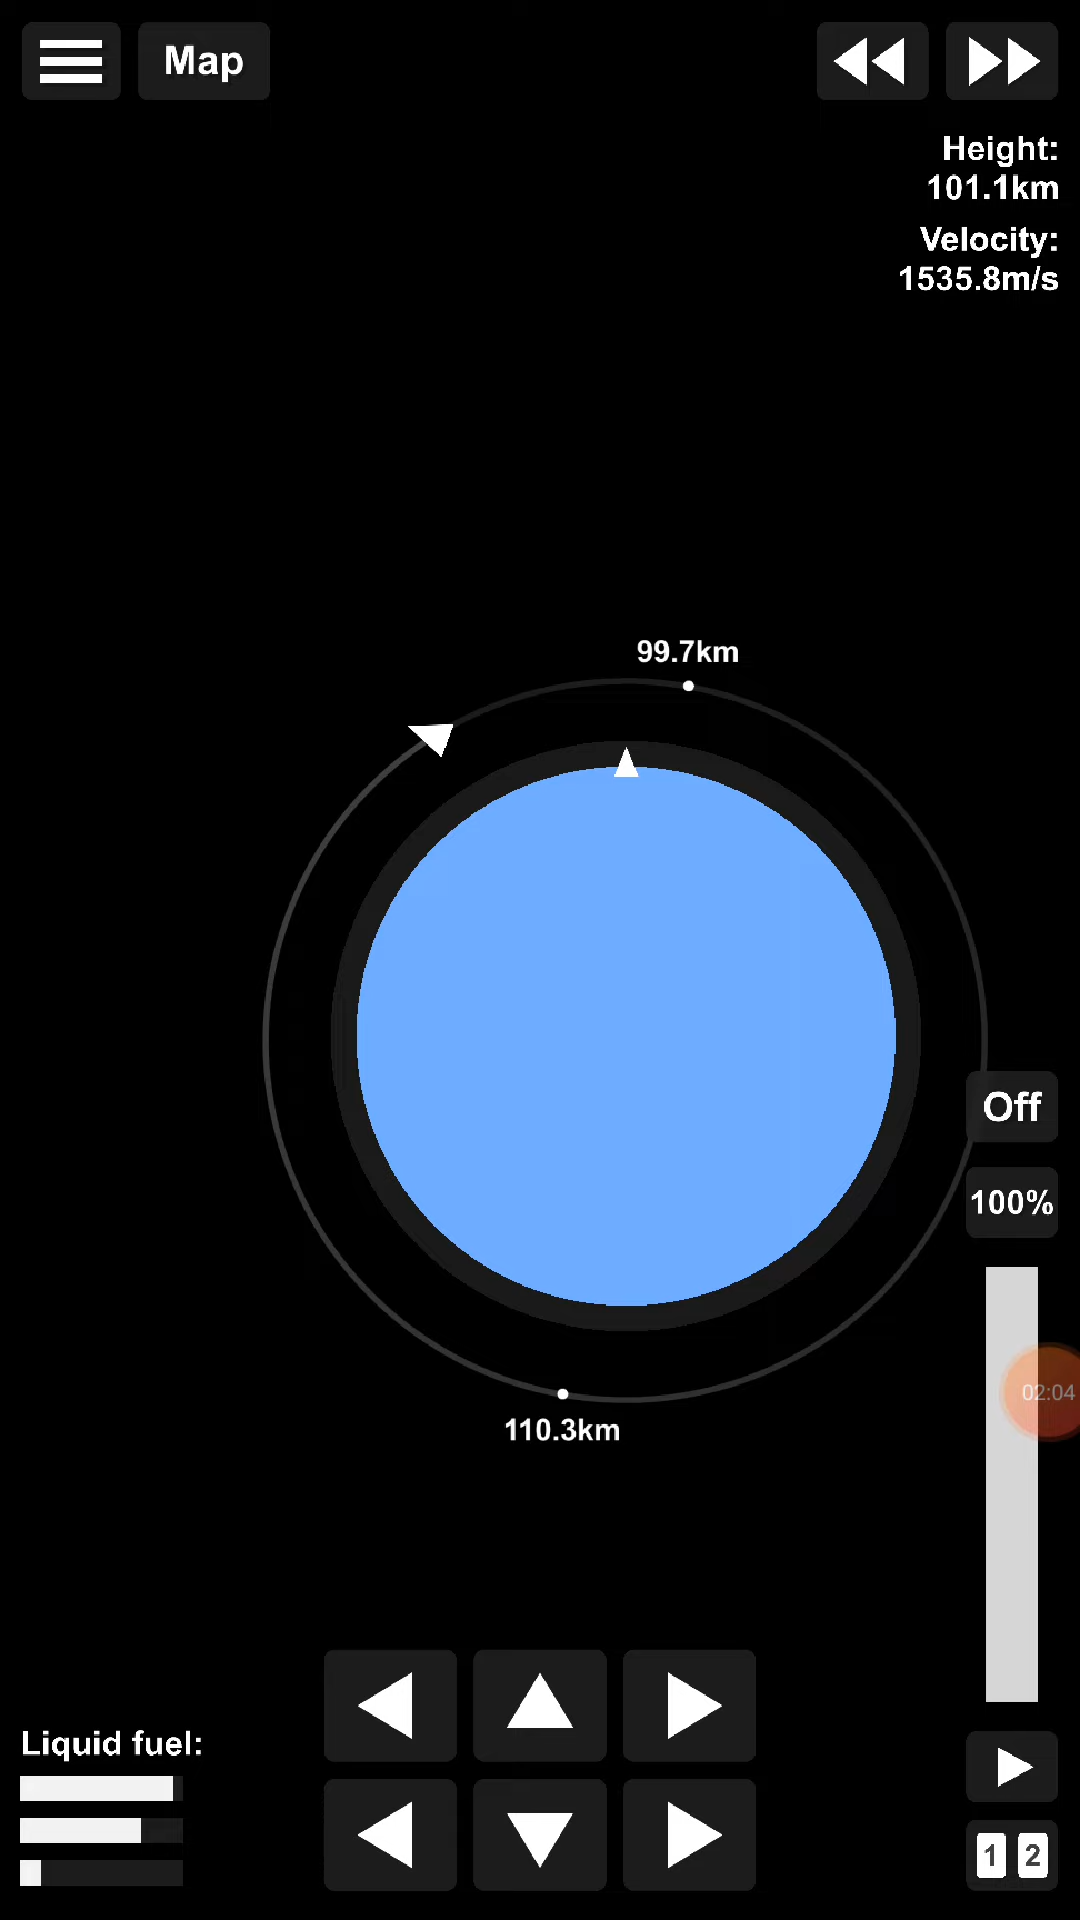 Map
Height:
101.1km
Velocity:
1535.8m/s
99.7km
Off
100%
02:04
110.3km
Liquid fuel:
1 2